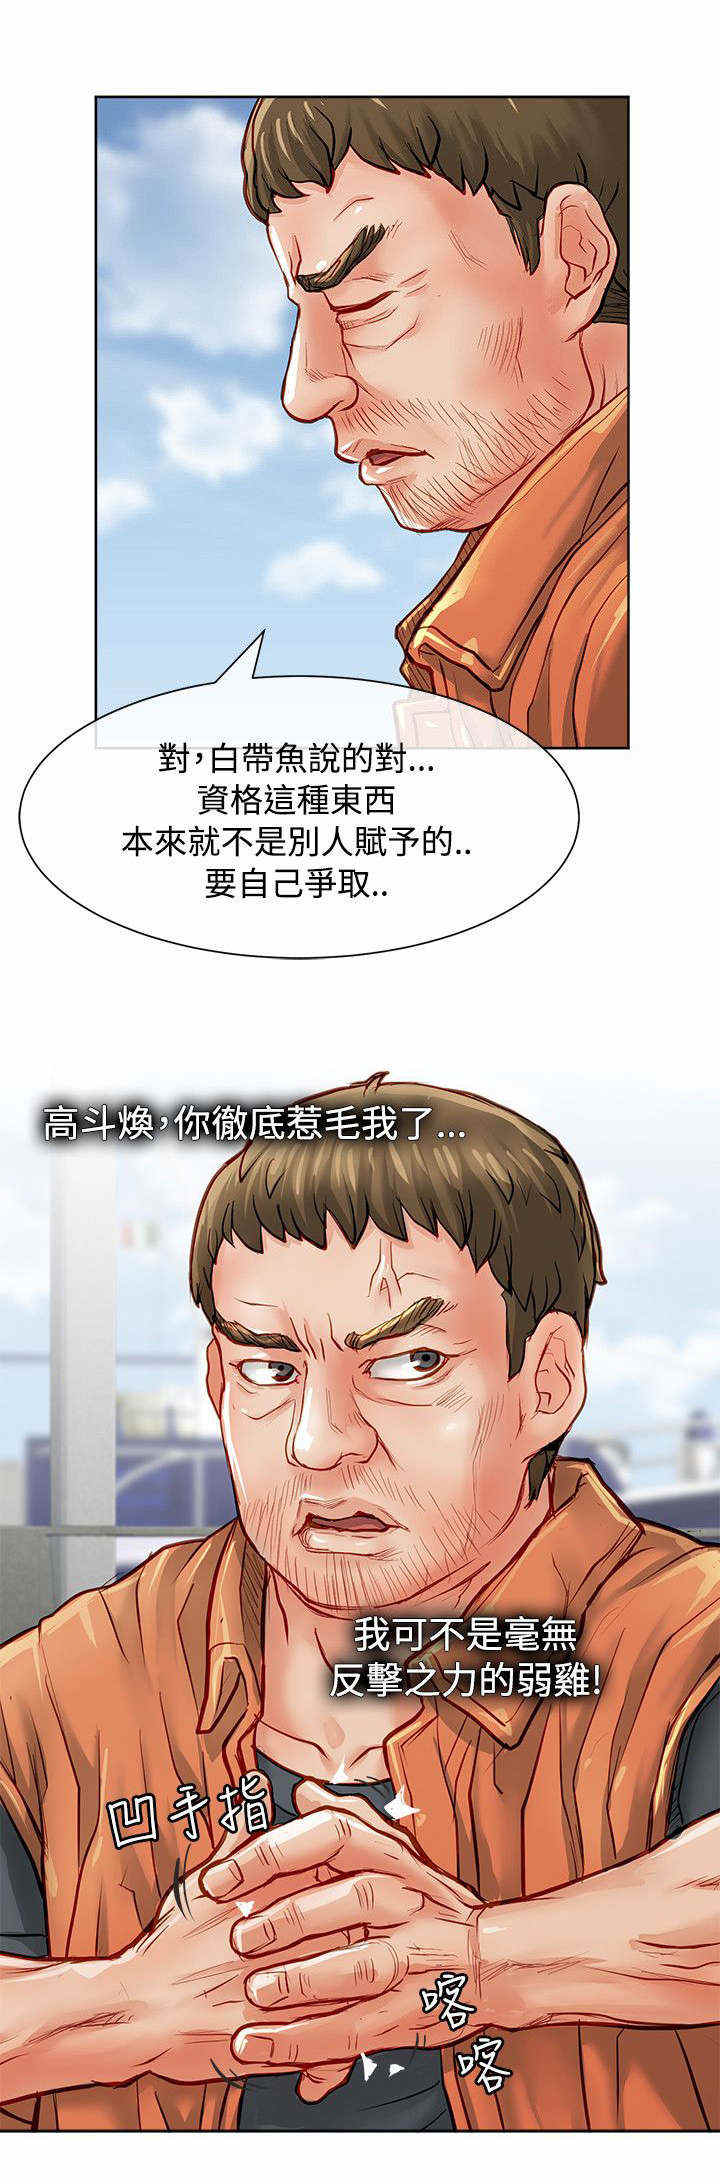 對，白帶魚說的對...
資格這種東西
本來就不是別人賦予的..
要自己爭取..
高斗煥，你徹底惹毛我了...
我可不是毫無
反擊之力的弱雞!
凹手指
喀
喀